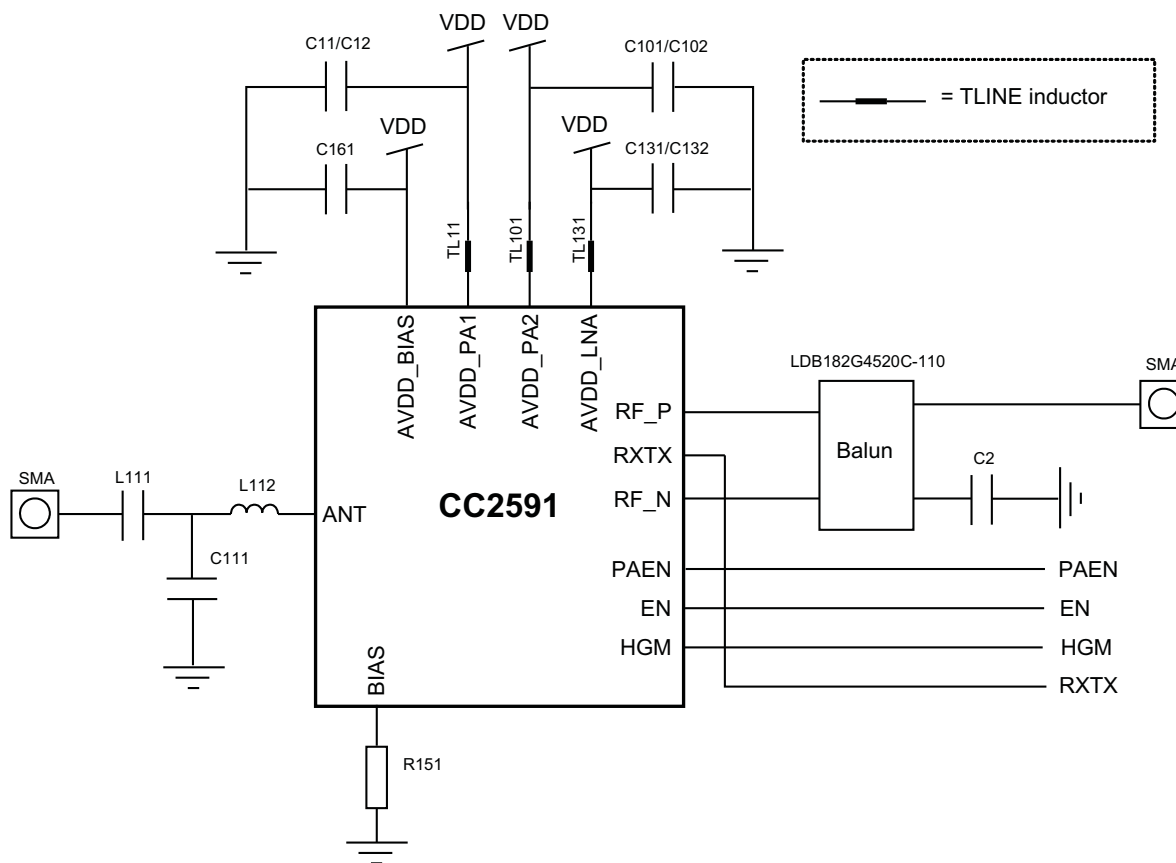 VDD
VDD
C11/C12
C101/C102
= TLINE inductor
VDD
VDD
C161
C131/C132
TL11
TL101
TL131
AVDD_BIAS
AVDD_PA1
AVDD_PA2
AVDD_LNA
LDB182G4520C-110
SMA
RF_P
RXTX
Balun
C2
RF_N
SMA
L111
L112
ANT
CC2591
C111
PAEN
PAEN
EN
EN
HGM
HGM
RXTX
BIAS
R151